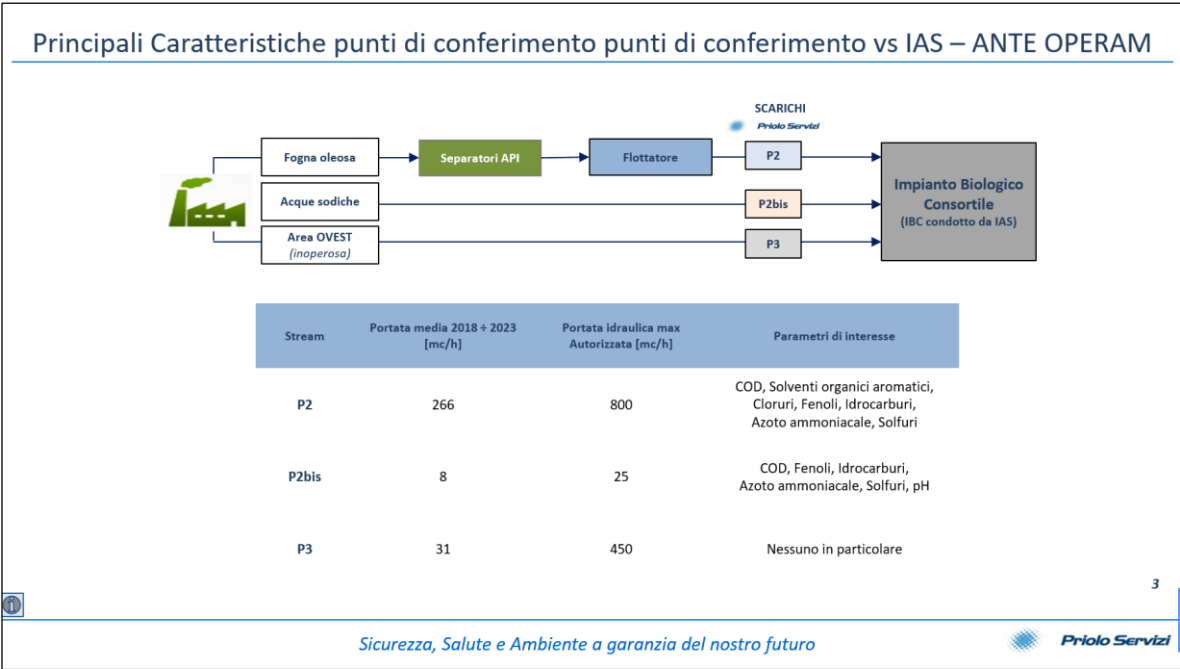 Principali Caratteristiche punti di conferimento punti di conferimento vs IAS – ANTE OPERAM
SCARICHI
Priolo Servizi
Fogna oleosa
Separatori API
Flottatore
P2
Acque sodiche
P2bis
Area OVEST
(inoperosa)
P3
Impianto Biologico
Consortile
(IBC condotto da IAS)
Stream
Portata media 2018 ÷ 2023
[mc/h]
Portata idraulica max
Autorizzata [mc/h]
Parametri di interesse
P2
266
800
COD, Solventi organici aromatici,
Cloruri, Fenoli, Idrocarburi,
Azoto ammoniacale, Solfuri
P2bis
8
25
COD, Fenoli, Idrocarburi,
Azoto ammoniacale, Solfuri, pH
P3
31
450
Nessuno in particolare
3
Sicurezza, Salute e Ambiente a garanzia del nostro futuro
Priolo Servizi